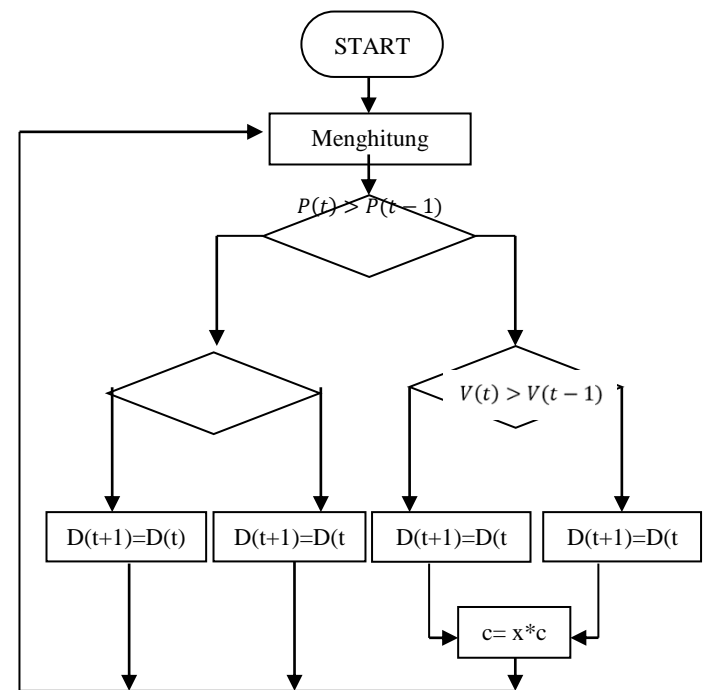 START
Menghitung
P(t) > P(t − 1)
V(t) > V(t − 1)
D(t+1)=D(t)
D(t+1)=D(t
D(t+1)=D(t
D(t+1)=D(t
c= x*c